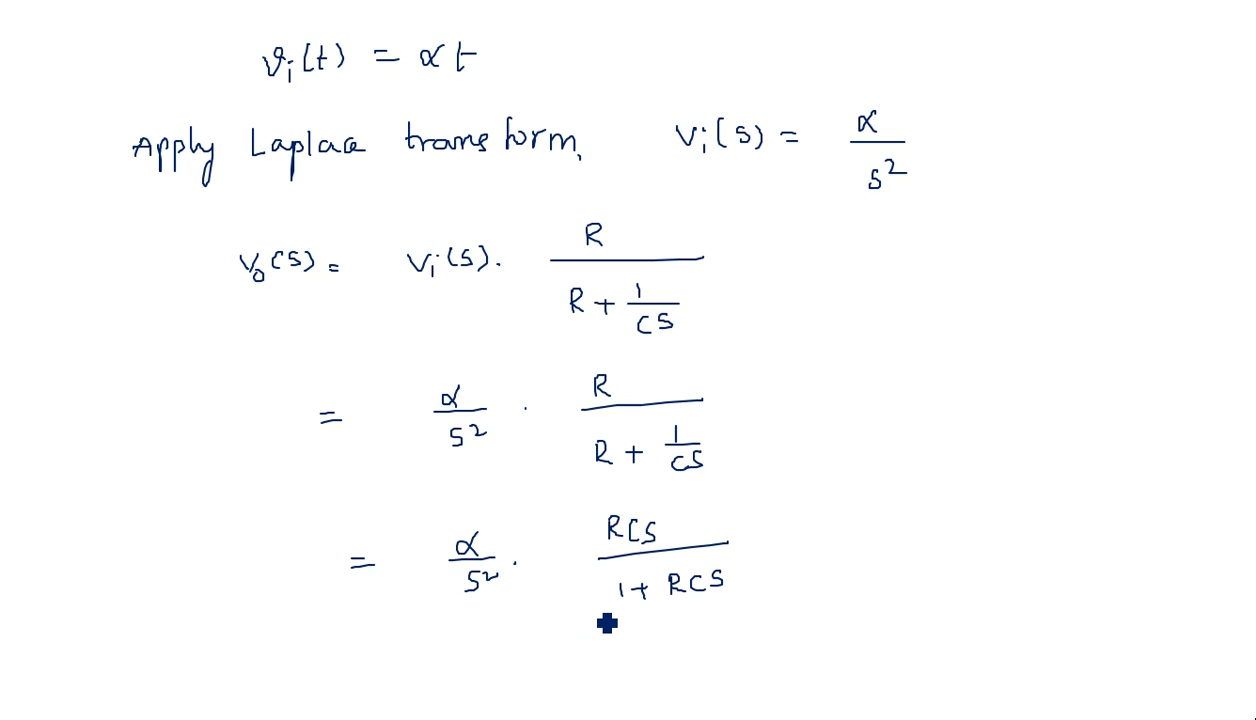 vi(t) = αt
Apply Laplace transform, Vi(s) = α/s²
Vo(s) = Vi(s). R/(R + 1/CS)
= α/s² . R/(R + 1/CS)
= α/s² . RCS/(1 + RCS)